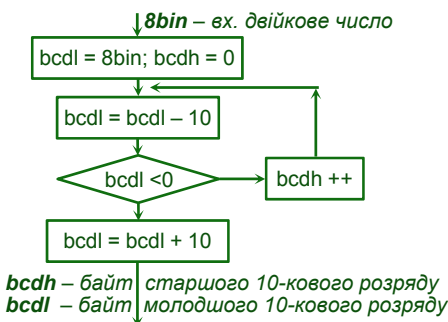 8bin – вх. двійкове число
bcdl = 8bin; bcdh = 0
bcdl = bcdl – 10
bcdl <0
bcdh ++
bcdl = bcdl + 10
bcdh – байт старшого 10-кового розряду
bcdl – байт молодшого 10-кового розряду